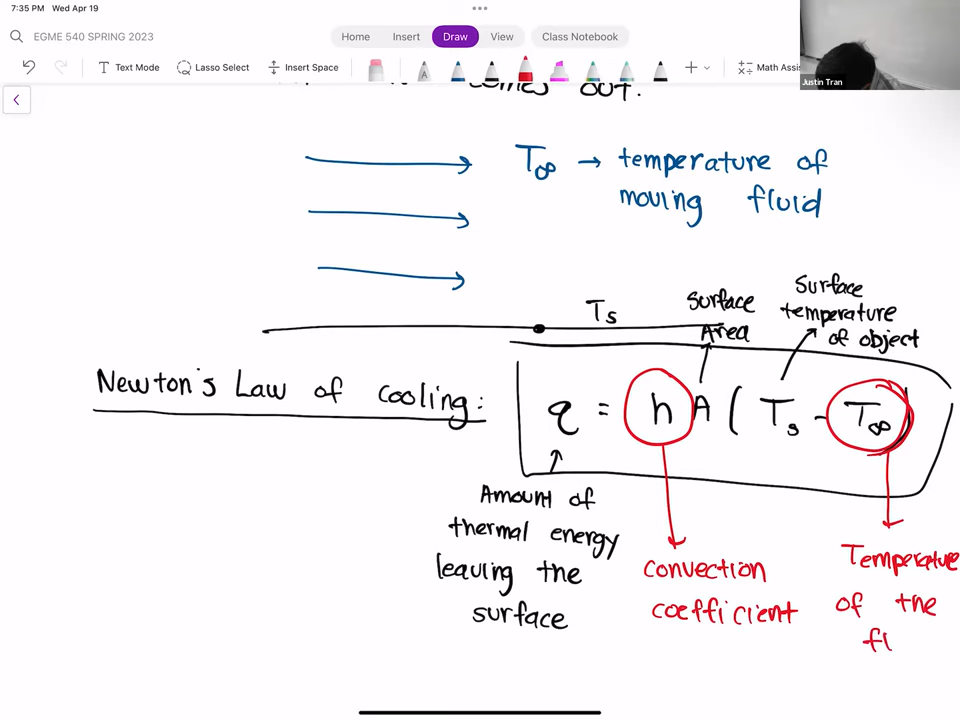 7:35 PM Wed Apr 19
EGME 540 SPRING 2023
Home Insert Draw View Class Notebook
Text Mode Lasso Select Insert Space Math Assis
Justin Tran
comes out.
T∞ → temperature of
moving fluid
Ts
Surface
Area
Surface
temperature
of object
Newton's Law of cooling:
q = h A ( Ts - T∞ )
Amount of
thermal energy
leaving the
surface
convection
coefficient
Temperature
of the
fl